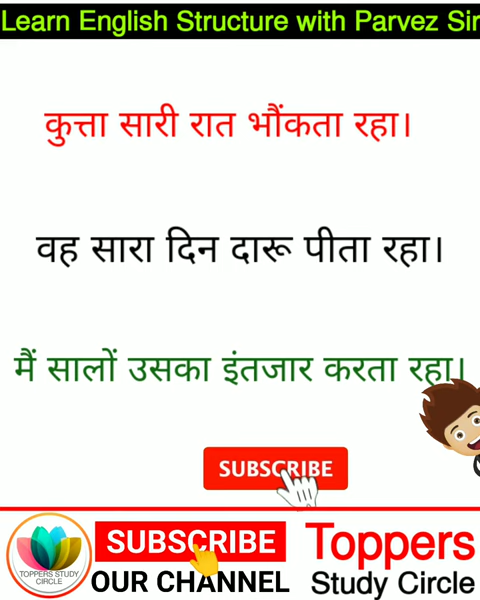 Learn English Structure with Parvez Sir
कुत्ता सारी रात भौंकता रहा।
वह सारा दिन दारू पीता रहा।
मैं सालों उसका इंतजार करता रहा।
SUBSCRIBE
SUBSCRIBE
OUR CHANNEL
Toppers
Study Circle
TOPPERS STUDY
CIRCLE